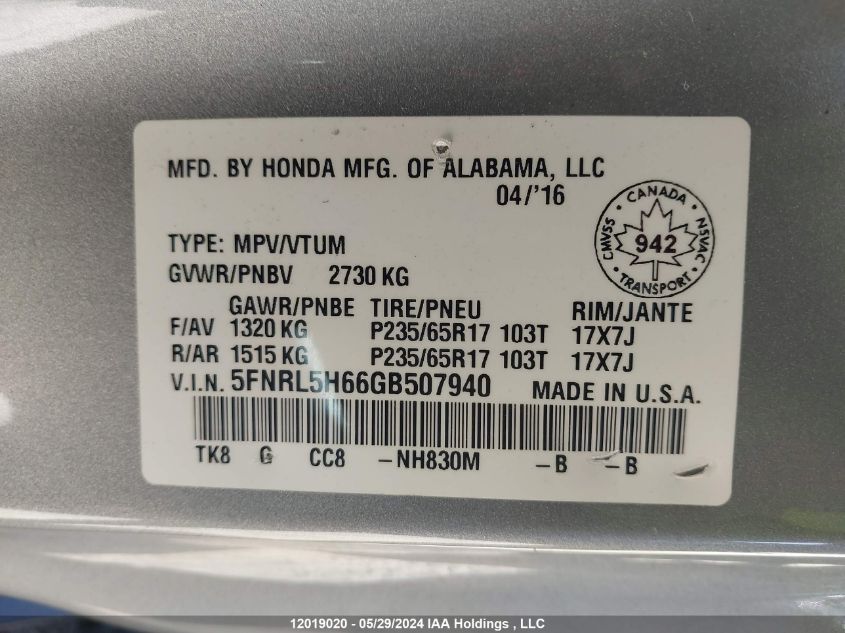 MFD. BY HONDA MFG. OF ALABAMA, LLC
04/'16
CANADA
CMVSS
942
NSVAC
TRANSPORT
TYPE: MPV/VTUM
GVWR/PNBV 2730 KG
GAWR/PNBE TIRE/PNEU RIM/JANTE
F/AV 1320 KG P235/65R17 103T 17X7J
R/AR 1515 KG P235/65R17 103T 17X7J
V.I.N. 5FNRL5H66GB507940 MADE IN U.S.A.
TK8 G CC8 -NH830M -B -B
12019020 - 05/29/2024 IAA Holdings , LLC